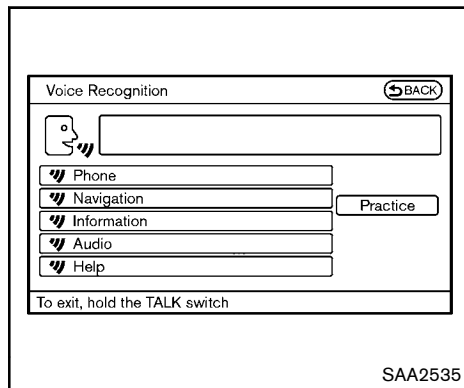 Voice Recognition
BACK
Phone
Navigation
Practice
Information
Audio
Help
To exit, hold the TALK switch
SAA2535